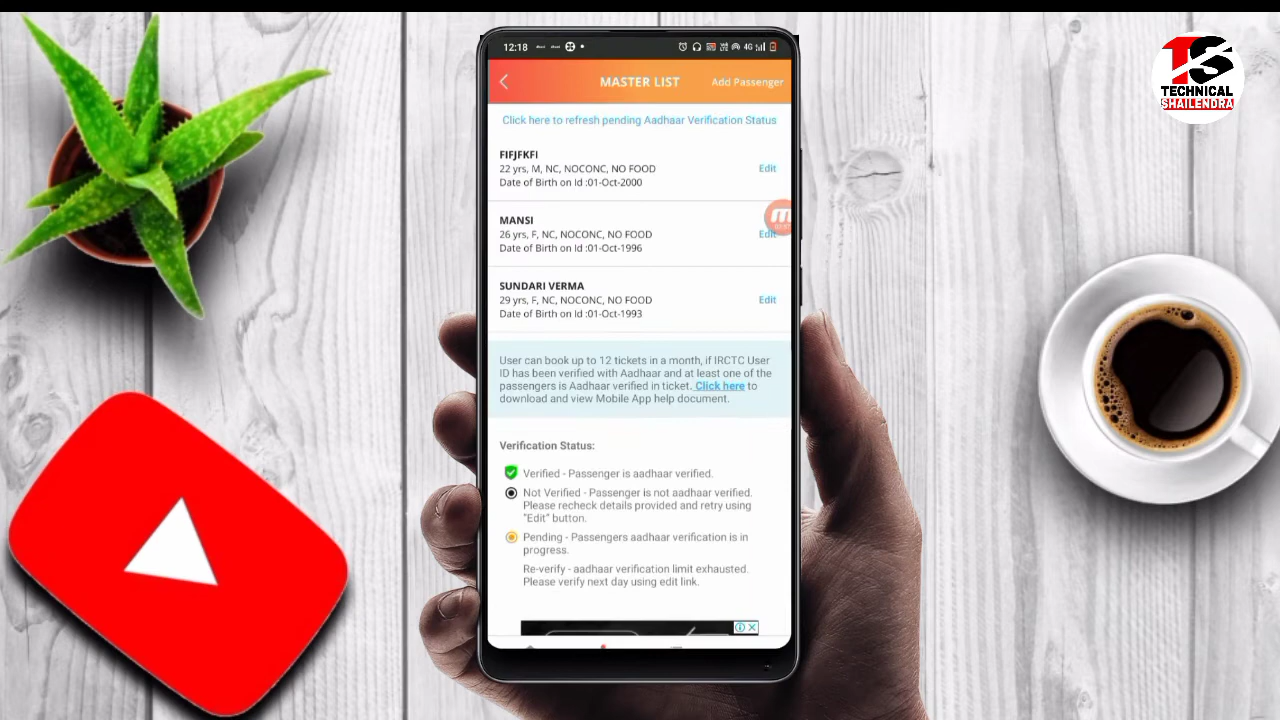 12:18
4G
MASTER LIST
Add Passenger
Click here to refresh pending Aadhaar Verification Status
FIFJFKFI
22 yrs, M, NC, NOCONC, NO FOOD
Edit
Date of Birth on Id :01-Oct-2000
MANSI
26 yrs, F, NC, NOCONC, NO FOOD
Edit
Date of Birth on Id :01-Oct-1996
SUNDARI VERMA
29 yrs, F, NC, NOCONC, NO FOOD
Edit
Date of Birth on Id :01-Oct-1993
User can book up to 12 tickets in a month, if IRCTC User
ID has been verified with Aadhaar and at least one of the
passengers is Aadhaar verified in ticket. Click here to
download and view Mobile App help document.
Verification Status:
Verified - Passenger is aadhaar verified.
Not Verified - Passenger is not aadhaar verified.
Please recheck details provided and retry using
"Edit" button.
Pending - Passengers aadhaar verification is in
progress.
Re-verify - aadhaar verification limit exhausted.
Please verify next day using edit link.
TS
TECHNICAL
SHAILENDRA